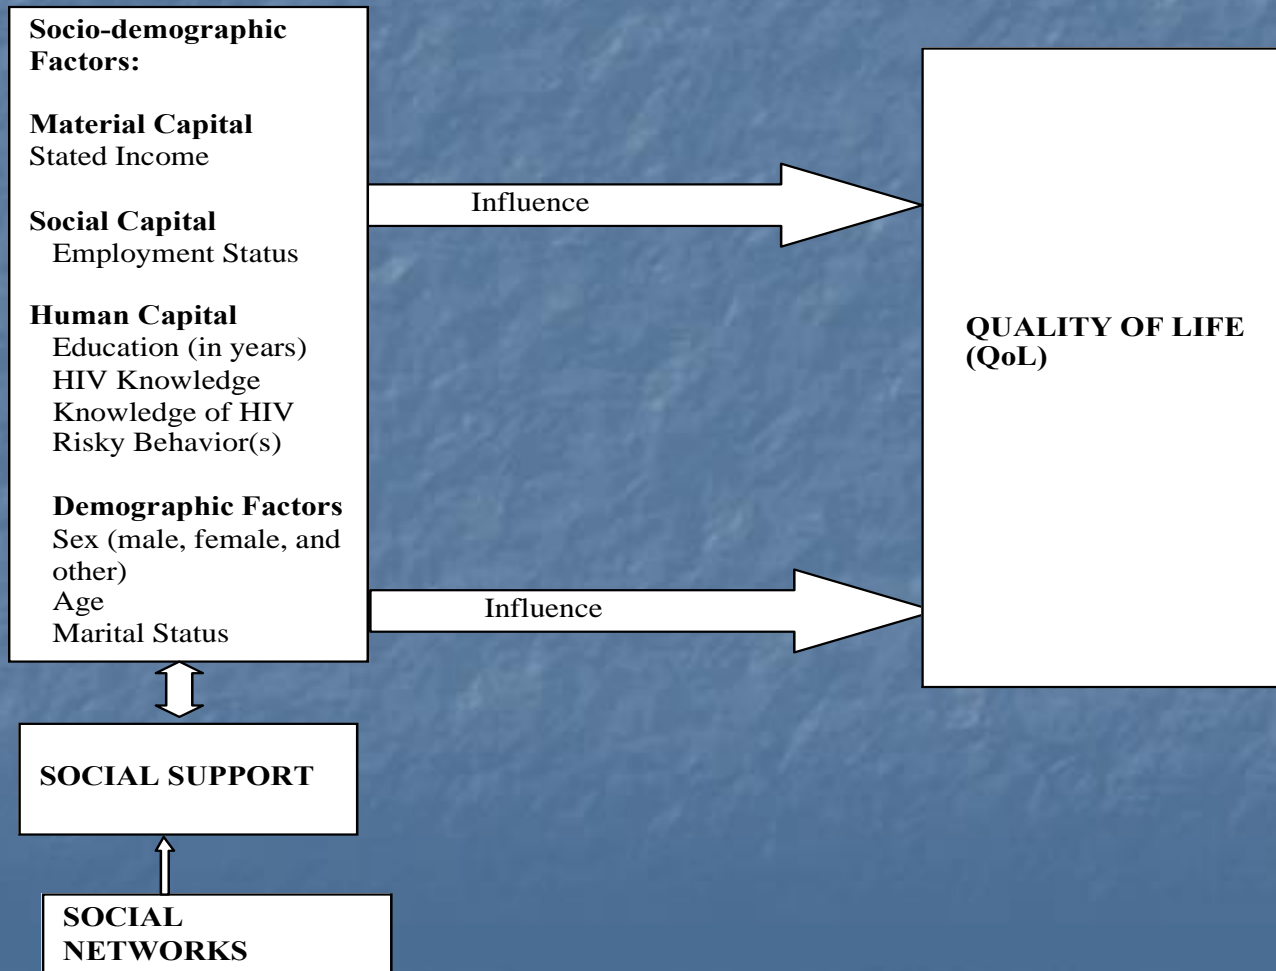 Socio-demographic
Factors:
Material Capital
Stated Income
Social Capital
Employment Status
Human Capital
Education (in years)
HIV Knowledge
Knowledge of HIV
Risky Behavior(s)
Demographic Factors
Sex (male, female, and
other)
Age
Marital Status
Influence
Influence
QUALITY OF LIFE
(QoL)
SOCIAL SUPPORT
SOCIAL
NETWORKS